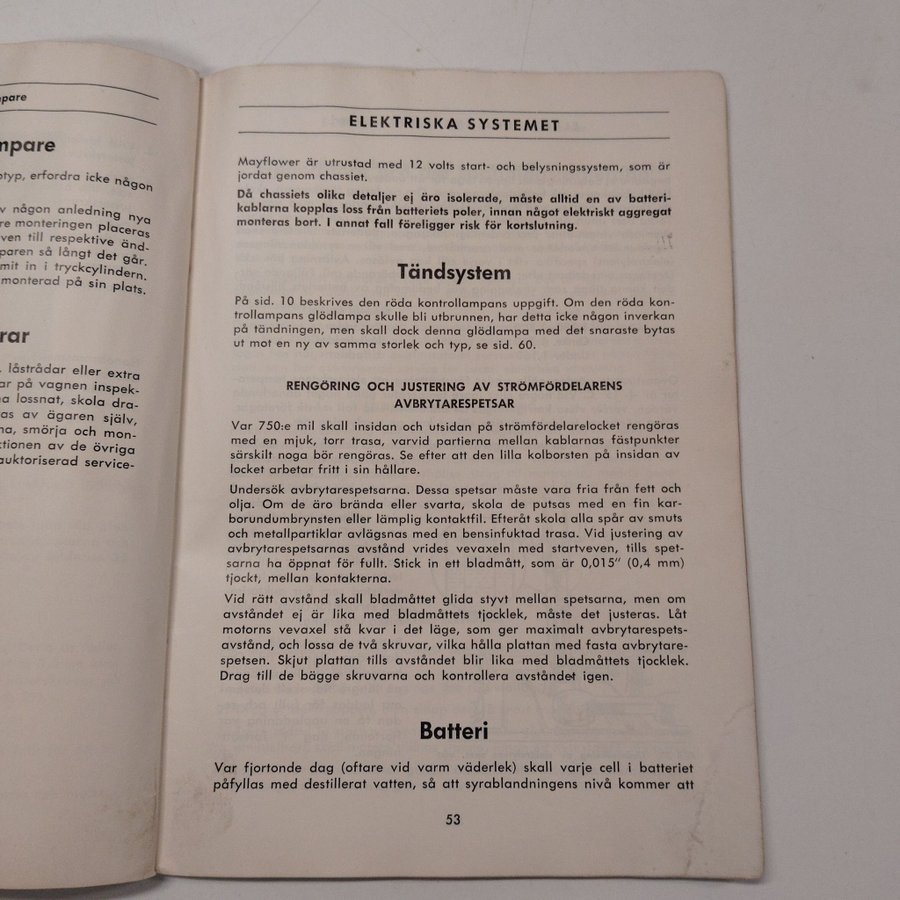 mpare
mpare
otyp, erfordra icke någon
v någon anledning nya
re monteringen placeras
ven till respektive änd-
paren så långt det går.
mit in i tryckcylindern.
monterad på sin plats.
rar
, låstrådar eller extra
ar på vagnen inspek-
na lossnat, skola dra-
as av ägaren själv,
na, smörja och mon-
ktionen av de övriga
auktoriserad service-
ELEKTRISKA SYSTEMET
Mayflower är utrustad med 12 volts start- och belysningssystem, som är
jordat genom chassiet.
Då chassiets olika detaljer ej äro isolerade, måste alltid en av batteri-
kablarna kopplas loss från batteriets poler, innan något elektriskt aggregat
monteras bort. I annat fall föreligger risk för kortslutning.
Tändsystem
På sid. 10 beskrives den röda kontrollampans uppgift. Om den röda kon-
trollampans glödlampa skulle bli utbrunnen, har detta icke någon inverkan
på tändningen, men skall dock denna glödlampa med det snaraste bytas
ut mot en ny av samma storlek och typ, se sid. 60.
RENGÖRING OCH JUSTERING AV STRÖMFÖRDELARENS
AVBRYTARESPETSAR
Var 750:e mil skall insidan och utsidan på strömfördelarelocket rengöras
med en mjuk, torr trasa, varvid partierna mellan kablarnas fästpunkter
särskilt noga bör rengöras. Se efter att den lilla kolborsten på insidan av
locket arbetar fritt i sin hållare.
Undersök avbrytarespetsarna. Dessa spetsar måste vara fria från fett och
olja. Om de äro brända eller svarta, skola de putsas med en fin kar-
borundumbrynsten eller lämplig kontaktfil. Efteråt skola alla spår av smuts
och metallpartiklar avlägsnas med en bensinfuktad trasa. Vid justering av
avbrytarespetsarnas avstånd vrides vevaxeln med startveven, tills spet-
sarna ha öppnat för fullt. Stick in ett bladmått, som är 0,015" (0,4 mm)
tjockt, mellan kontakterna.
Vid rätt avstånd skall bladmåttet glida styvt mellan spetsarna, men om
avståndet ej är lika med bladmåttets tjocklek, måste det justeras. Låt
motorns vevaxel stå kvar i det läge, som ger maximalt avbrytarespets-
avstånd, och lossa de två skruvar, vilka hålla plattan med fasta avbrytare-
spetsen. Skjut plattan tills avståndet blir lika med bladmåttets tjocklek.
Drag till de bägge skruvarna och kontrollera avståndet igen.
Batteri
Var fjortonde dag (oftare vid varm väderlek) skall varje cell i batteriet
påfyllas med destillerat vatten, så att syrablandningens nivå kommer att
53